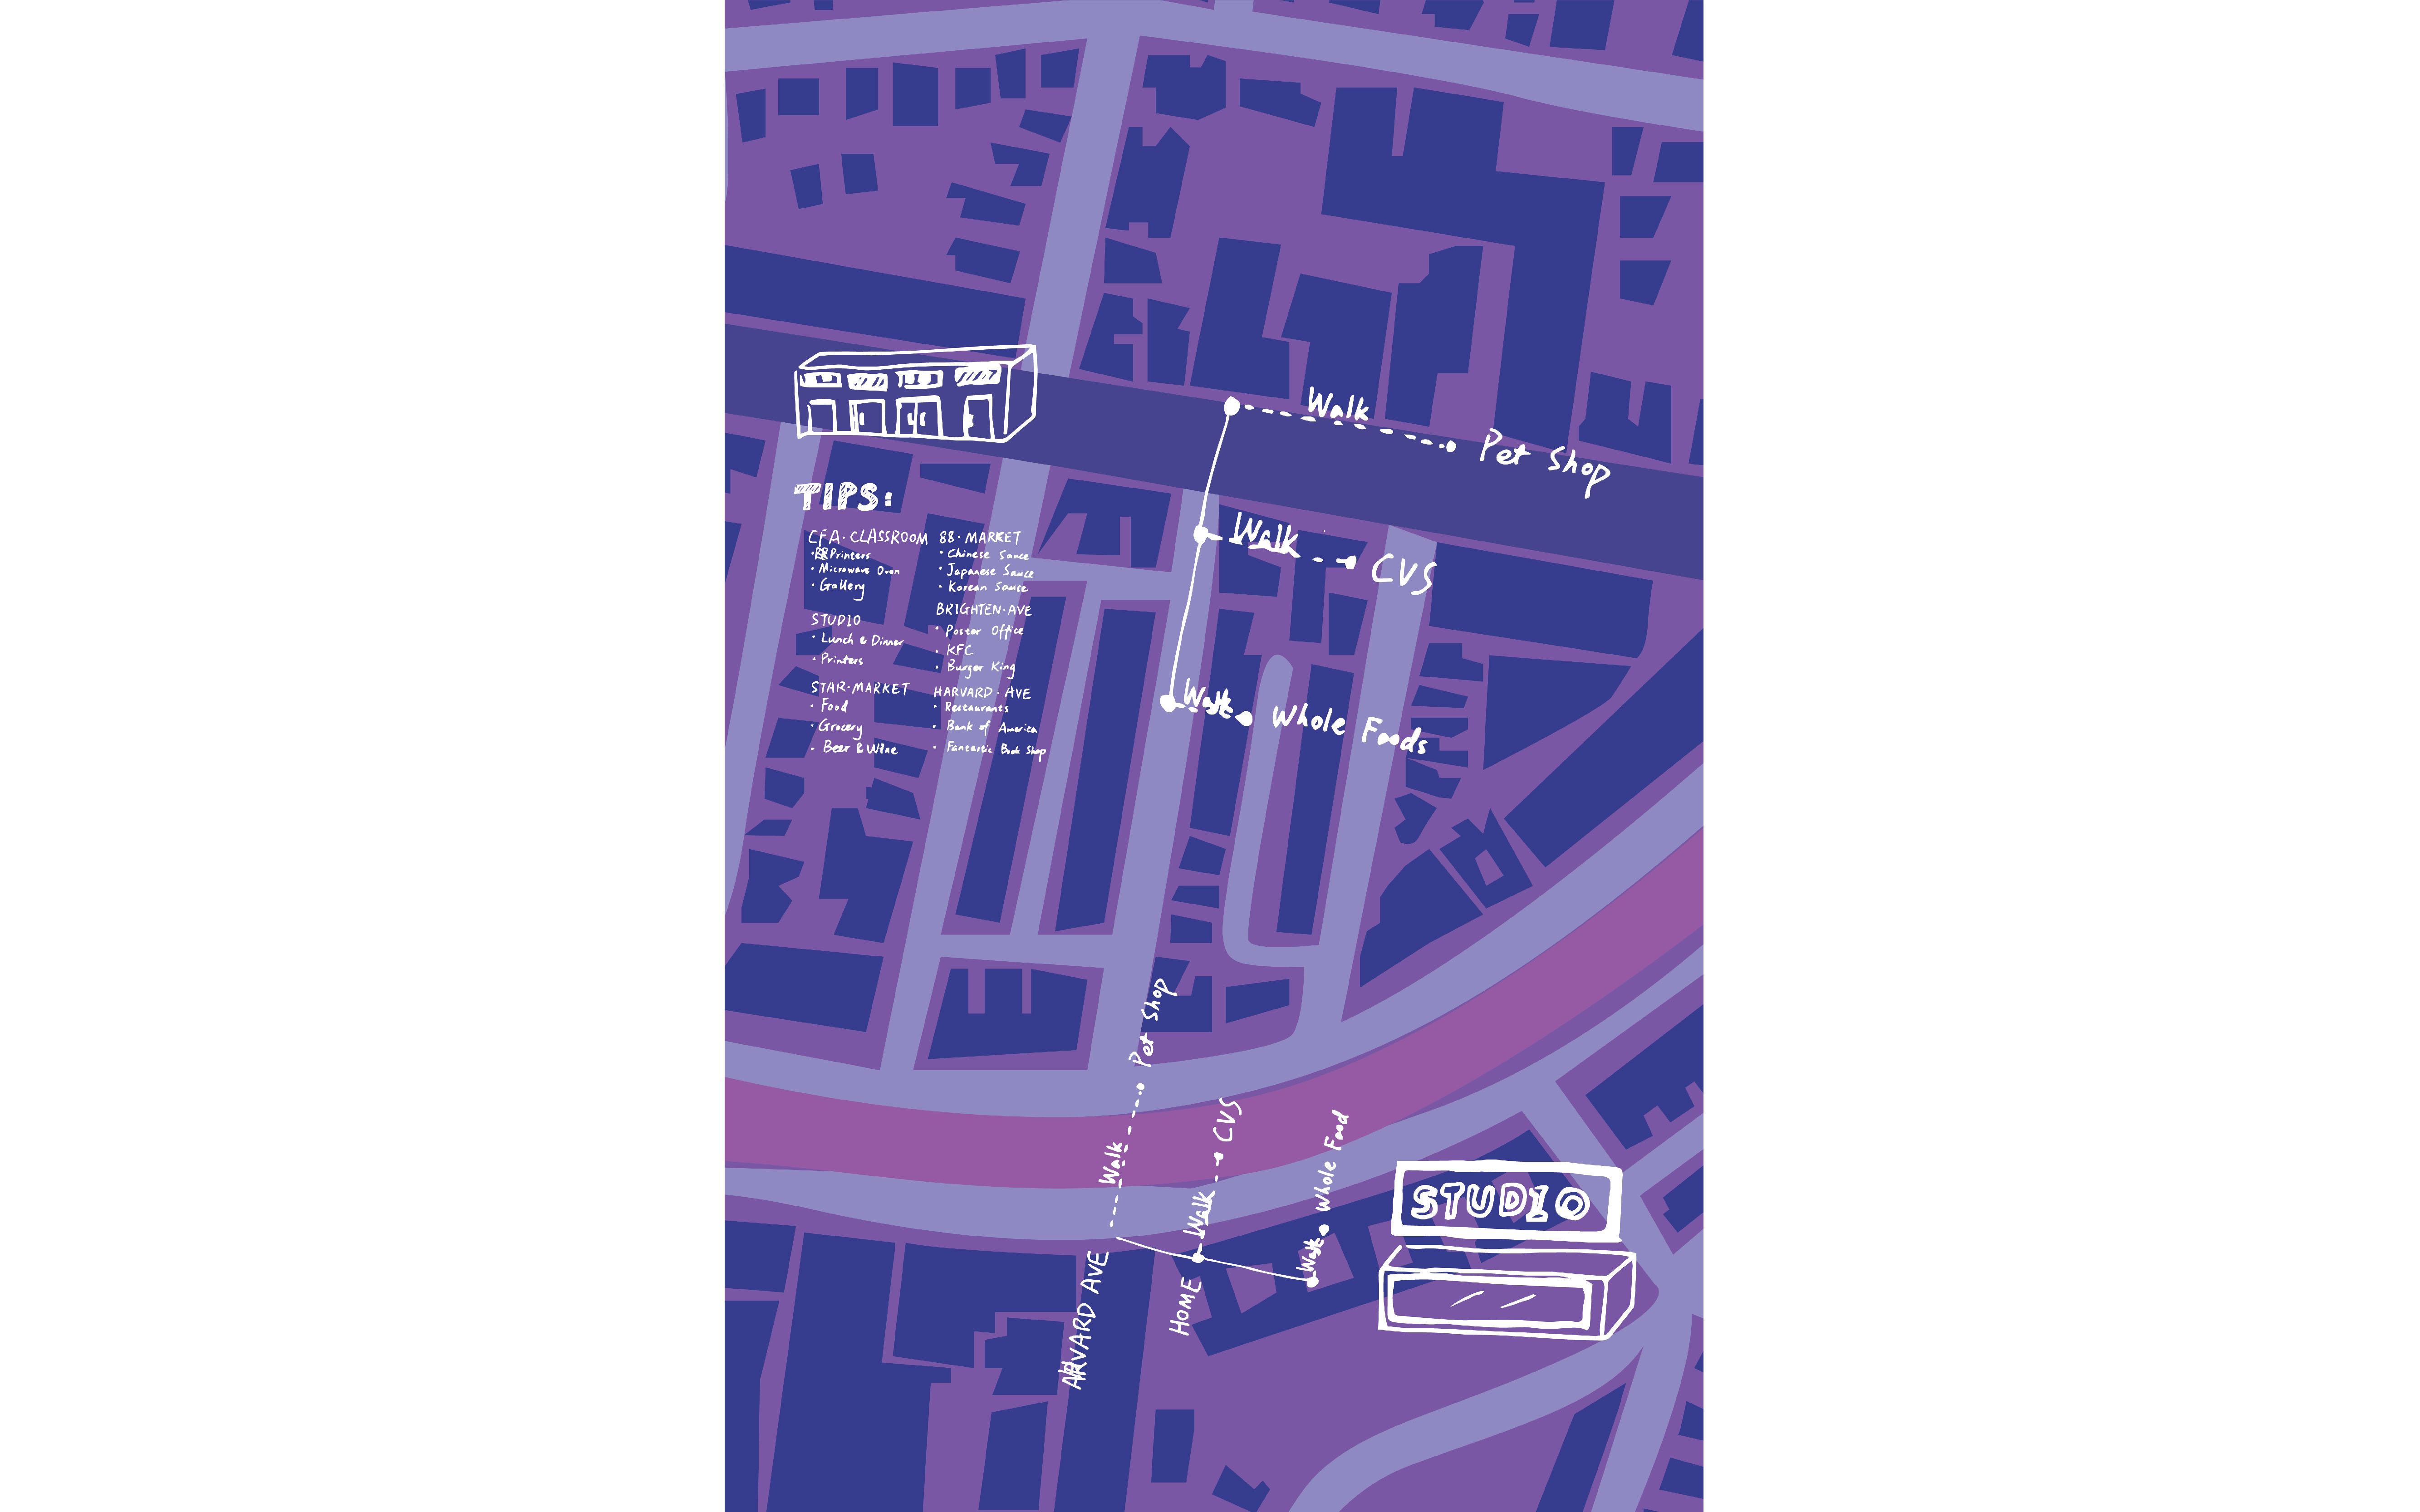 Walk
Pet Shop
TIPS:
CFA·CLASSROOM
· Printers
· Microwave Oven
· Gallery
STUDIO
· Lunch & Dinner
· Printers
STAR·MARKET
· Food
· Grocery
· Beer & Wine
88·MARKET
· Chinese Sauce
· Japanese Sauce
· Korean Sauce
BRIGHTEN·AVE
· Poster Office
· KFC
· Burger King
HARVARD·AVE
· Restaurants
· Bank of America
· Fantastic Book Shop
Walk
CVS
Walk
Whole Foods
Walk
Pet Shop
Walk
CVS
Walk
Whole Food
AVE
HOME
STUDIO